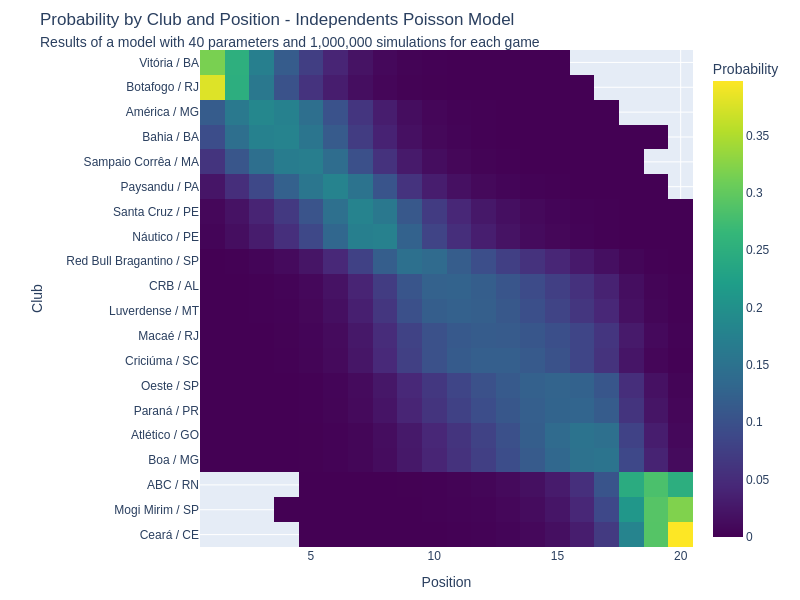 Probability by Club and Position - Independents Poisson Model
Results of a model with 40 parameters and 1,000,000 simulations for each game
Probability
Vitória / BA
Botafogo / RJ
América / MG
Bahia / BA
Sampaio Corrêa / MA
Paysandu / PA
Santa Cruz / PE
Náutico / PE
Red Bull Bragantino / SP
CRB / AL
Luverdense / MT
Macaé / RJ
Criciúma / SC
Oeste / SP
Paraná / PR
Atlético / GO
Boa / MG
ABC / RN
Mogi Mirim / SP
Ceará / CE
Club
5
10
15
20
Position
0.35
0.3
0.25
0.2
0.15
0.1
0.05
0